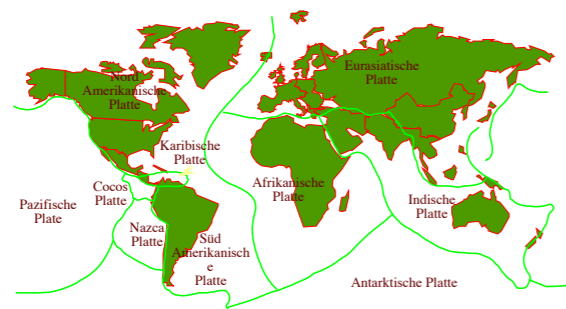 Nord
Amerikanische
Platte
Eurasiatische
Platte
Karibische
Platte
Cocos
Platte
Pazifische
Plate
Nazca
Platte
Süd
Amerikanisch
e
Platte
Afrikanische
Platte
Indische
Platte
Antarktische Platte